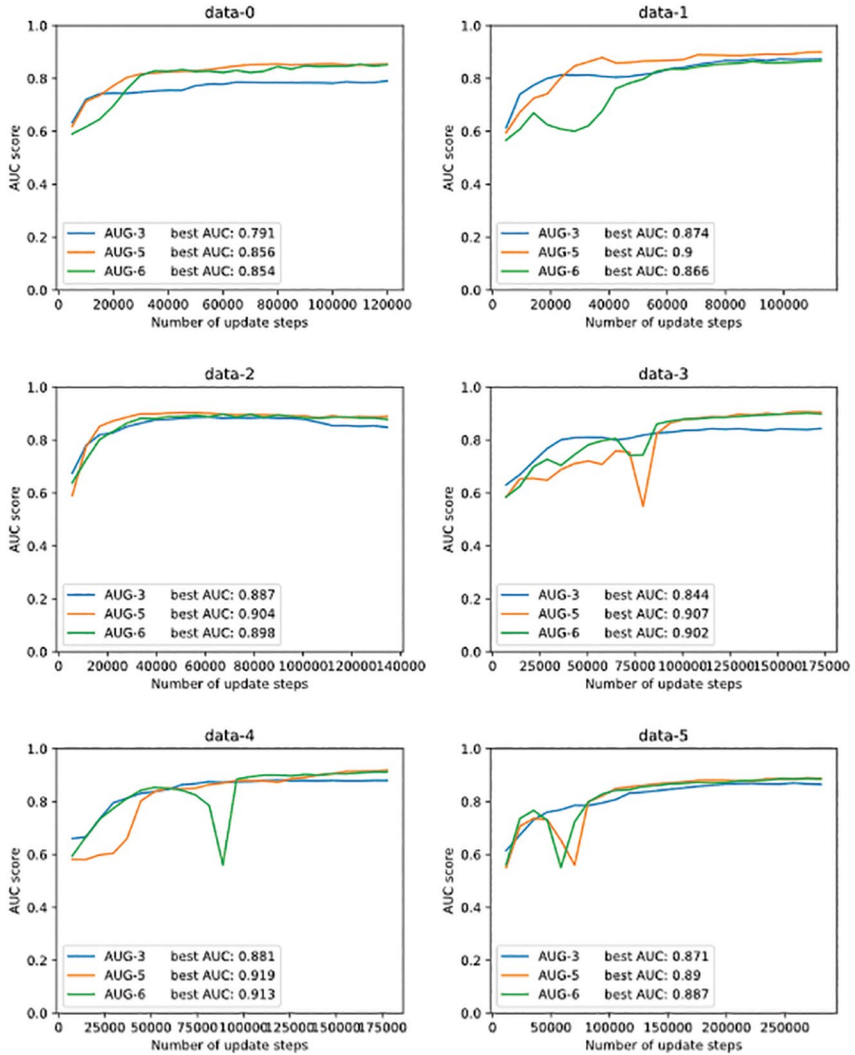 data-0
1.0
0.8
0.6
0.4
0.2
0.0
AUC score
AUG-3 best AUC: 0.791
AUG-5 best AUC: 0.856
AUG-6 best AUC: 0.854
0 20000 40000 60000 80000 100000 120000
Number of update steps
data-1
1.0
0.8
0.6
0.4
0.2
0.0
AUC score
AUG-3 best AUC: 0.874
AUG-5 best AUC: 0.9
AUG-6 best AUC: 0.866
0 20000 40000 60000 80000 100000
Number of update steps
data-2
1.0
0.8
0.6
0.4
0.2
0.0
AUC score
AUG-3 best AUC: 0.887
AUG-5 best AUC: 0.904
AUG-6 best AUC: 0.898
0 20000 40000 60000 80000 100000 120000 140000
Number of update steps
data-3
1.0
0.8
0.6
0.4
0.2
0.0
AUC score
AUG-3 best AUC: 0.844
AUG-5 best AUC: 0.907
AUG-6 best AUC: 0.902
0 25000 50000 75000 100000 125000 150000 175000
Number of update steps
data-4
1.0
0.8
0.6
0.4
0.2
0.0
AUC score
AUG-3 best AUC: 0.881
AUG-5 best AUC: 0.919
AUG-6 best AUC: 0.913
0 25000 50000 75000 100000 125000 150000 175000
Number of update steps
data-5
1.0
0.8
0.6
0.4
0.2
0.0
AUC score
AUG-3 best AUC: 0.871
AUG-5 best AUC: 0.89
AUG-6 best AUC: 0.887
0 50000 100000 150000 200000 250000
Number of update steps